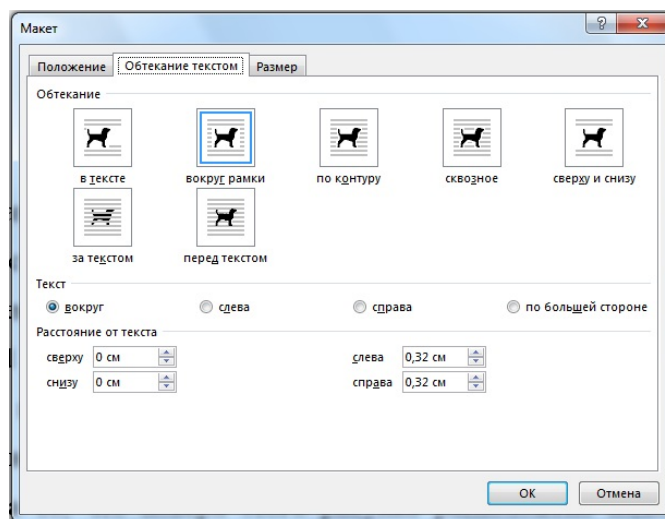 Макет
Положение Обтекание текстом Размер
Обтекание
в тексте вокруг рамки по контуру сквозное сверху и снизу
за текстом перед текстом
Текст
вокруг слева справа по большей стороне
Расстояние от текста
сверху 0 см слева 0,32 см
снизу 0 см справа 0,32 см
ОК Отмена